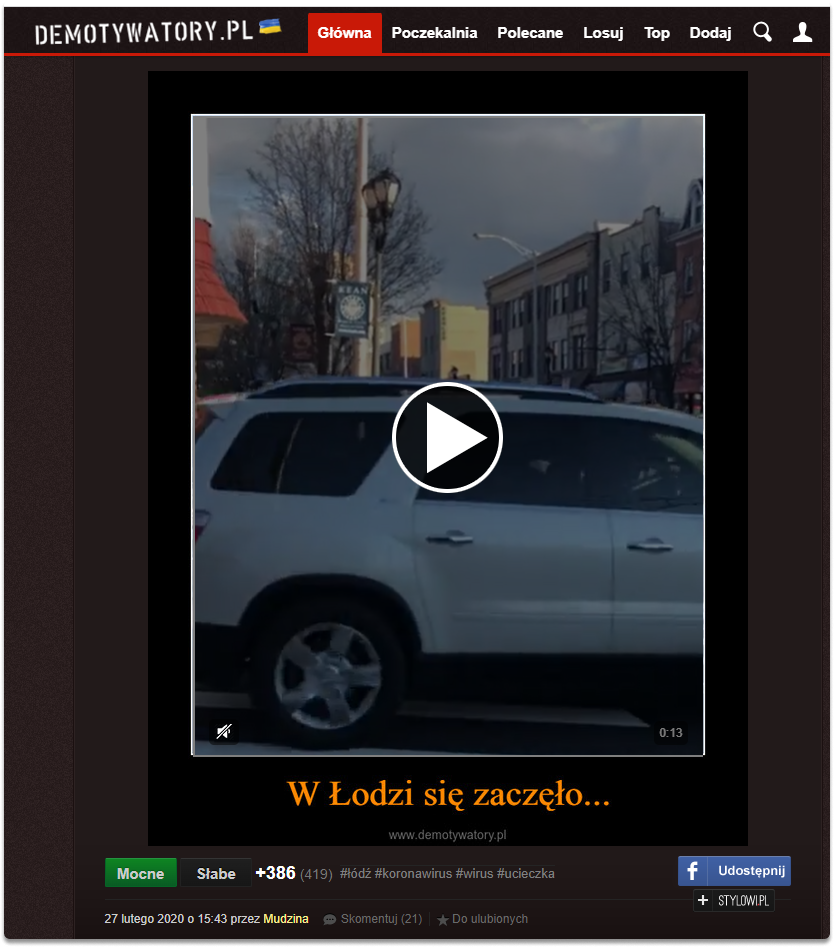 DEMOTYWATORY.PL Główna Poczekalnia Polecane Losuj Top Dodaj
KEAN
0:13
W Łodzi się zaczęło...
www.demotywatory.pl
Mocne Słabe +386 (419) #łódź #koronawirus #wirus #ucieczka f Udostępnij
+ STYLOWI.PL
27 lutego 2020 o 15:43 przez Mudzina Skomentuj (21) Do ulubionych